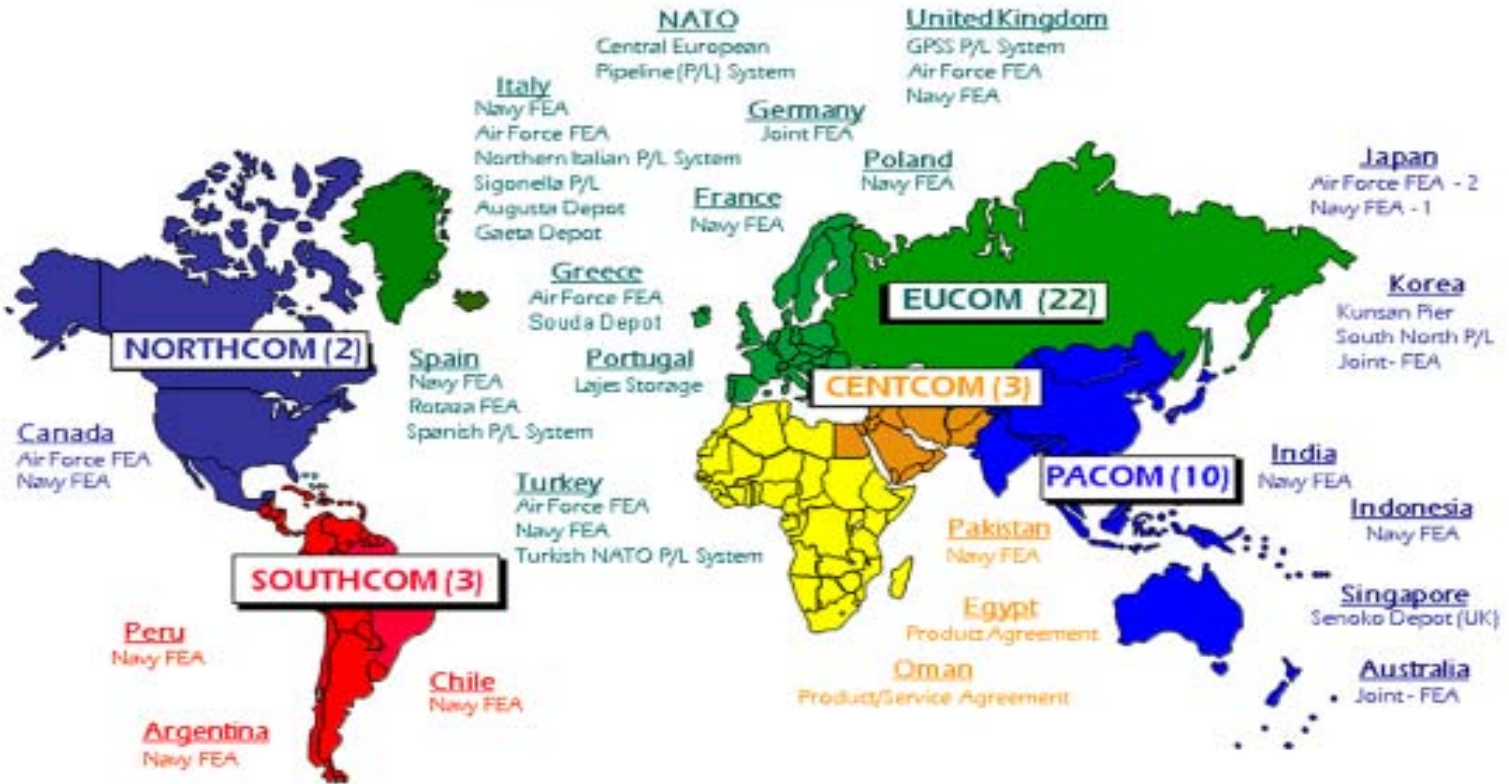 NATO
Central European
Pipeline (P/L) System
United Kingdom
GPSS P/L System
Air Force FEA
Navy FEA
Italy
Navy FEA
Air Force FEA
Northern Italian P/L System
Sigonella P/L
Augusta Depot
Gaeta Depot
Germany
Joint FEA
Poland
Navy FEA
France
Navy FEA
Japan
Air Force FEA - 2
Navy FEA - 1
Greece
Air Force FEA
Souda Depot
EUCOM (22)
Korea
Kunsan Pier
South North P/L
Joint- FEA
NORTHCOM (2)
Spain
Navy FEA
Rotaza FEA
Spanish P/L System
Portugal
Lajes Storage
CENTCOM (3)
Canada
Air Force FEA
Navy FEA
India
Navy FEA
PACOM (10)
Turkey
Air Force FEA
Navy FEA
Turkish NATO P/L System
Indonesia
Navy FEA
Pakistan
Navy FEA
SOUTHCOM (3)
Singapore
Senoko Depot (UK)
Egypt
Product Agreement
Peru
Navy FEA
Oman
Product/Service Agreement
Australia
Joint- FEA
Chile
Navy FEA
Argentina
Navy FEA